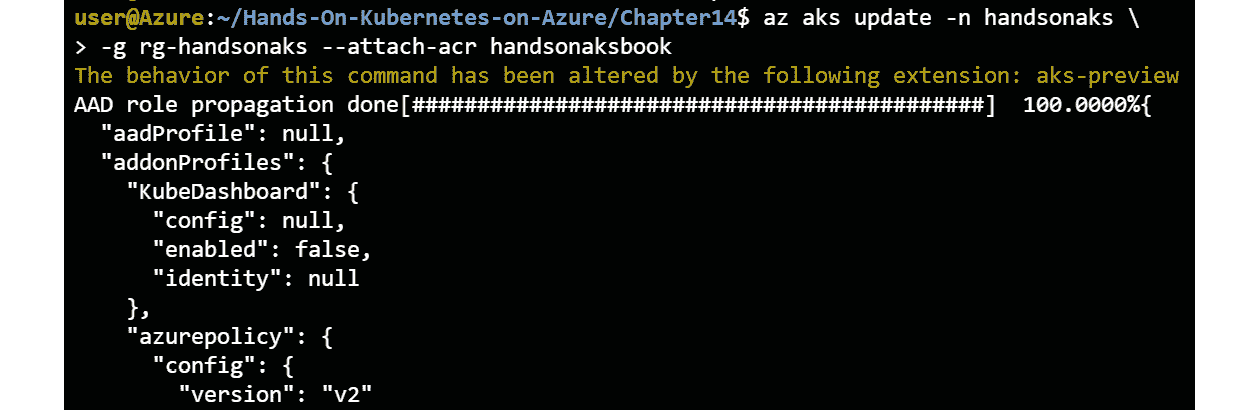 user@Azure:~/Hands-On-Kubernetes-on-Azure/Chapter14$ az aks update -n handsonaks \
> -g rg-handsonaks --attach-acr handsonaksbook
The behavior of this command has been altered by the following extension: aks-preview
AAD role propagation done[############################################]  100.0000%{
  "aadProfile": null,
  "addonProfiles": {
    "KubeDashboard": {
      "config": null,
      "enabled": false,
      "identity": null
    },
    "azurepolicy": {
      "config": {
        "version": "v2"